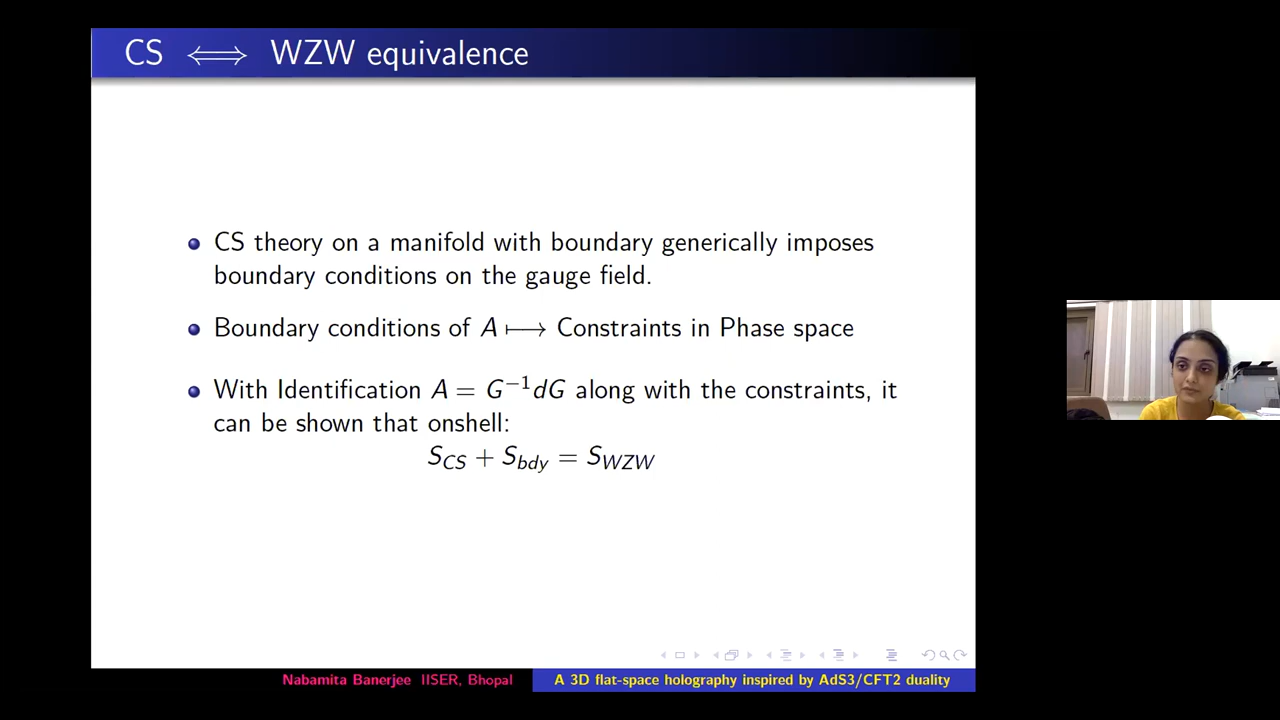 CS ⟺ WZW equivalence
CS theory on a manifold with boundary generically imposes
boundary conditions on the gauge field.
Boundary conditions of A ⟼ Constraints in Phase space
With Identification A = G⁻¹dG along with the constraints, it
can be shown that onshell:
S_CS + S_bdy = S_WZW
Nabamita Banerjee IISER, Bhopal
A 3D flat-space holography inspired by AdS3/CFT2 duality